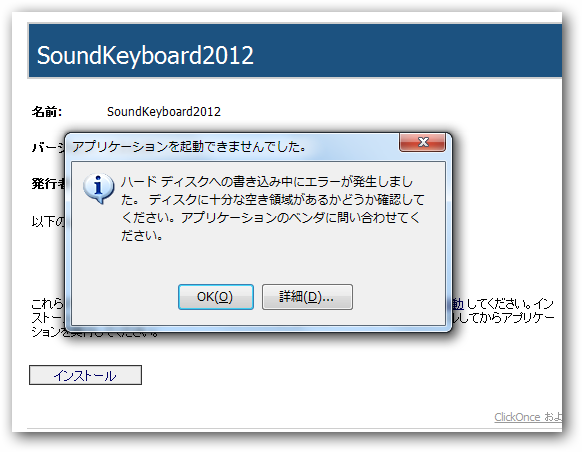 SoundKeyboard2012
名前: SoundKeyboard2012
バージ
アプリケーションを起動できませんでした。
発行者
ハード ディスクへの書き込み中にエラーが発生しまし
た。 ディスクに十分な空き領域があるかどうか確認して
ください。アプリケーションのベンダに問い合わせてく
ださい。
以下の
OK(O) 詳細(D)...
これら 動 してください。イン
ストー ルしてからアプリケー
ションを実行してください。
インストール
ClickOnce およ